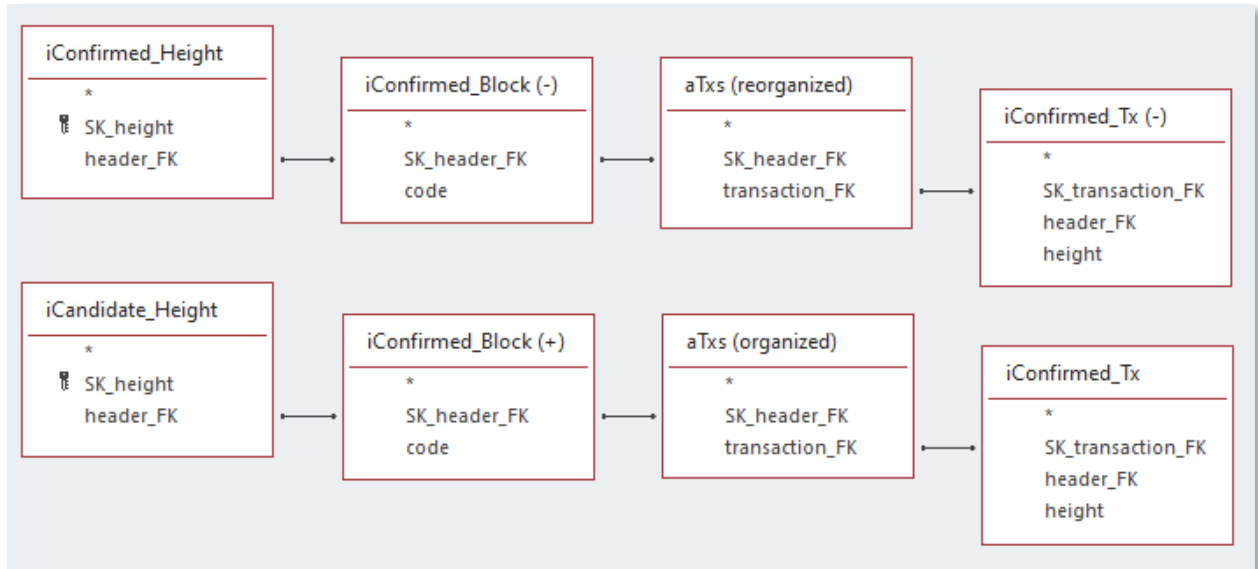 iConfirmed_Height
*
SK_height
header_FK
iConfirmed_Block (-)
*
SK_header_FK
code
aTxs (reorganized)
*
SK_header_FK
transaction_FK
iConfirmed_Tx (-)
*
SK_transaction_FK
header_FK
height
iCandidate_Height
*
SK_height
header_FK
iConfirmed_Block (+)
*
SK_header_FK
code
aTxs (organized)
*
SK_header_FK
transaction_FK
iConfirmed_Tx
*
SK_transaction_FK
header_FK
height